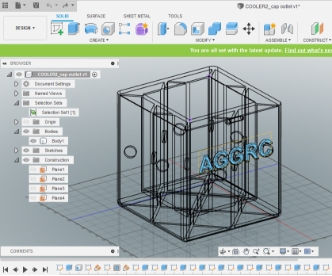 COOLER2_cap outlet v1*
SOLID
SURFACE
SHEET METAL
TOOLS
DESIGN
CREATE
MODIFY
ASSEMBLE
CONSTRUCT
You are all set with the latest update. Find out what's
BROWSER
COOLER2_cap outlet v1
Document Settings
Named Views
Selection Sets
Selection Set1 (1)
Origin
Bodies
Body1
Sketches
Construction
Plane1
Plane2
Plane3
Plane4
AGGRC
COMMENTS